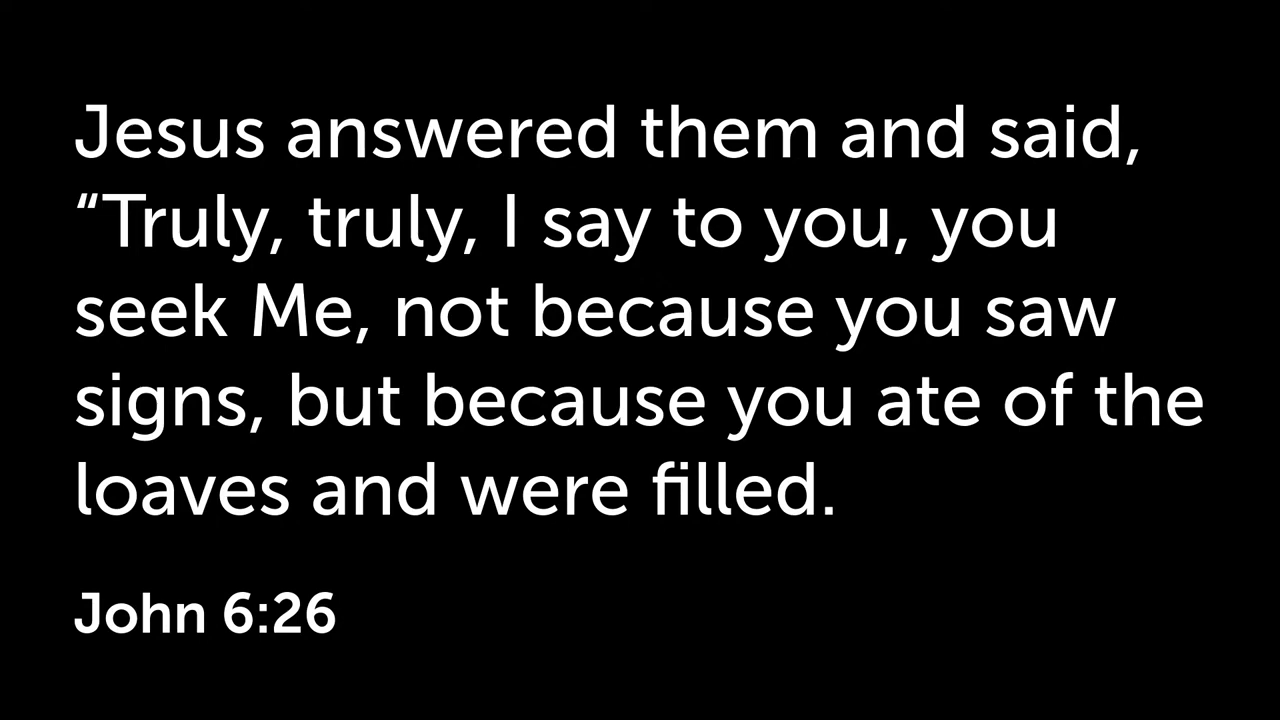 Jesus answered them and said,
“Truly, truly, I say to you, you
seek Me, not because you saw
signs, but because you ate of the
loaves and were filled.
John 6:26